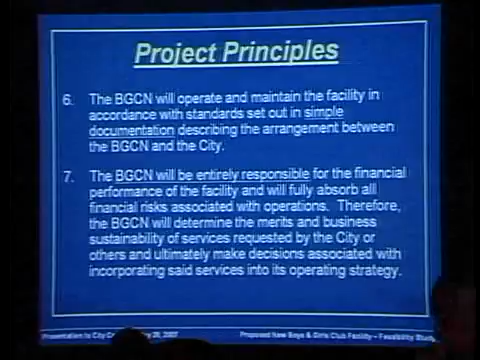 Project Principles
6. The BGCN will operate and maintain the facility in
accordance with standards set out in simple
documentation describing the arrangement between
the BGCN and the City.
7. The BGCN will be entirely responsible for the financial
performance of the facility and will fully absorb all
financial risks associated with operations. Therefore,
the BGCN will determine the merits and business
sustainability of services requested by the City or
others and ultimately make decisions associated with
incorporating said services into its operating strategy.
Presentation to City 2007 Proposed New Boys & Girls Club Facility – Feasibility Study